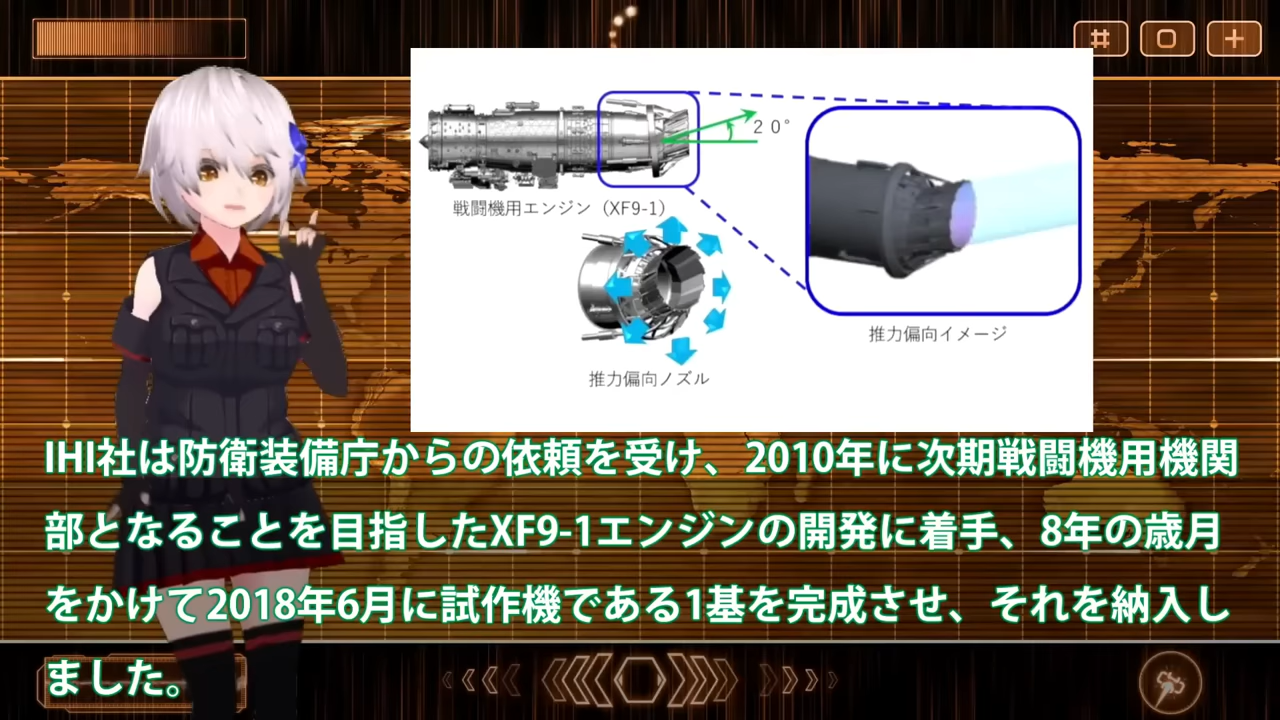 20°
戦闘機用エンジン（XF9-1）
推力偏向イメージ
推力偏向ノズル
IHI社は防衛装備庁からの依頼を受け、2010年に次期戦闘機用機関
部となることを目指したXF9-1エンジンの開発に着手、8年の歳月
をかけて2018年6月に試作機である1基を完成させ、それを納入し
ました。